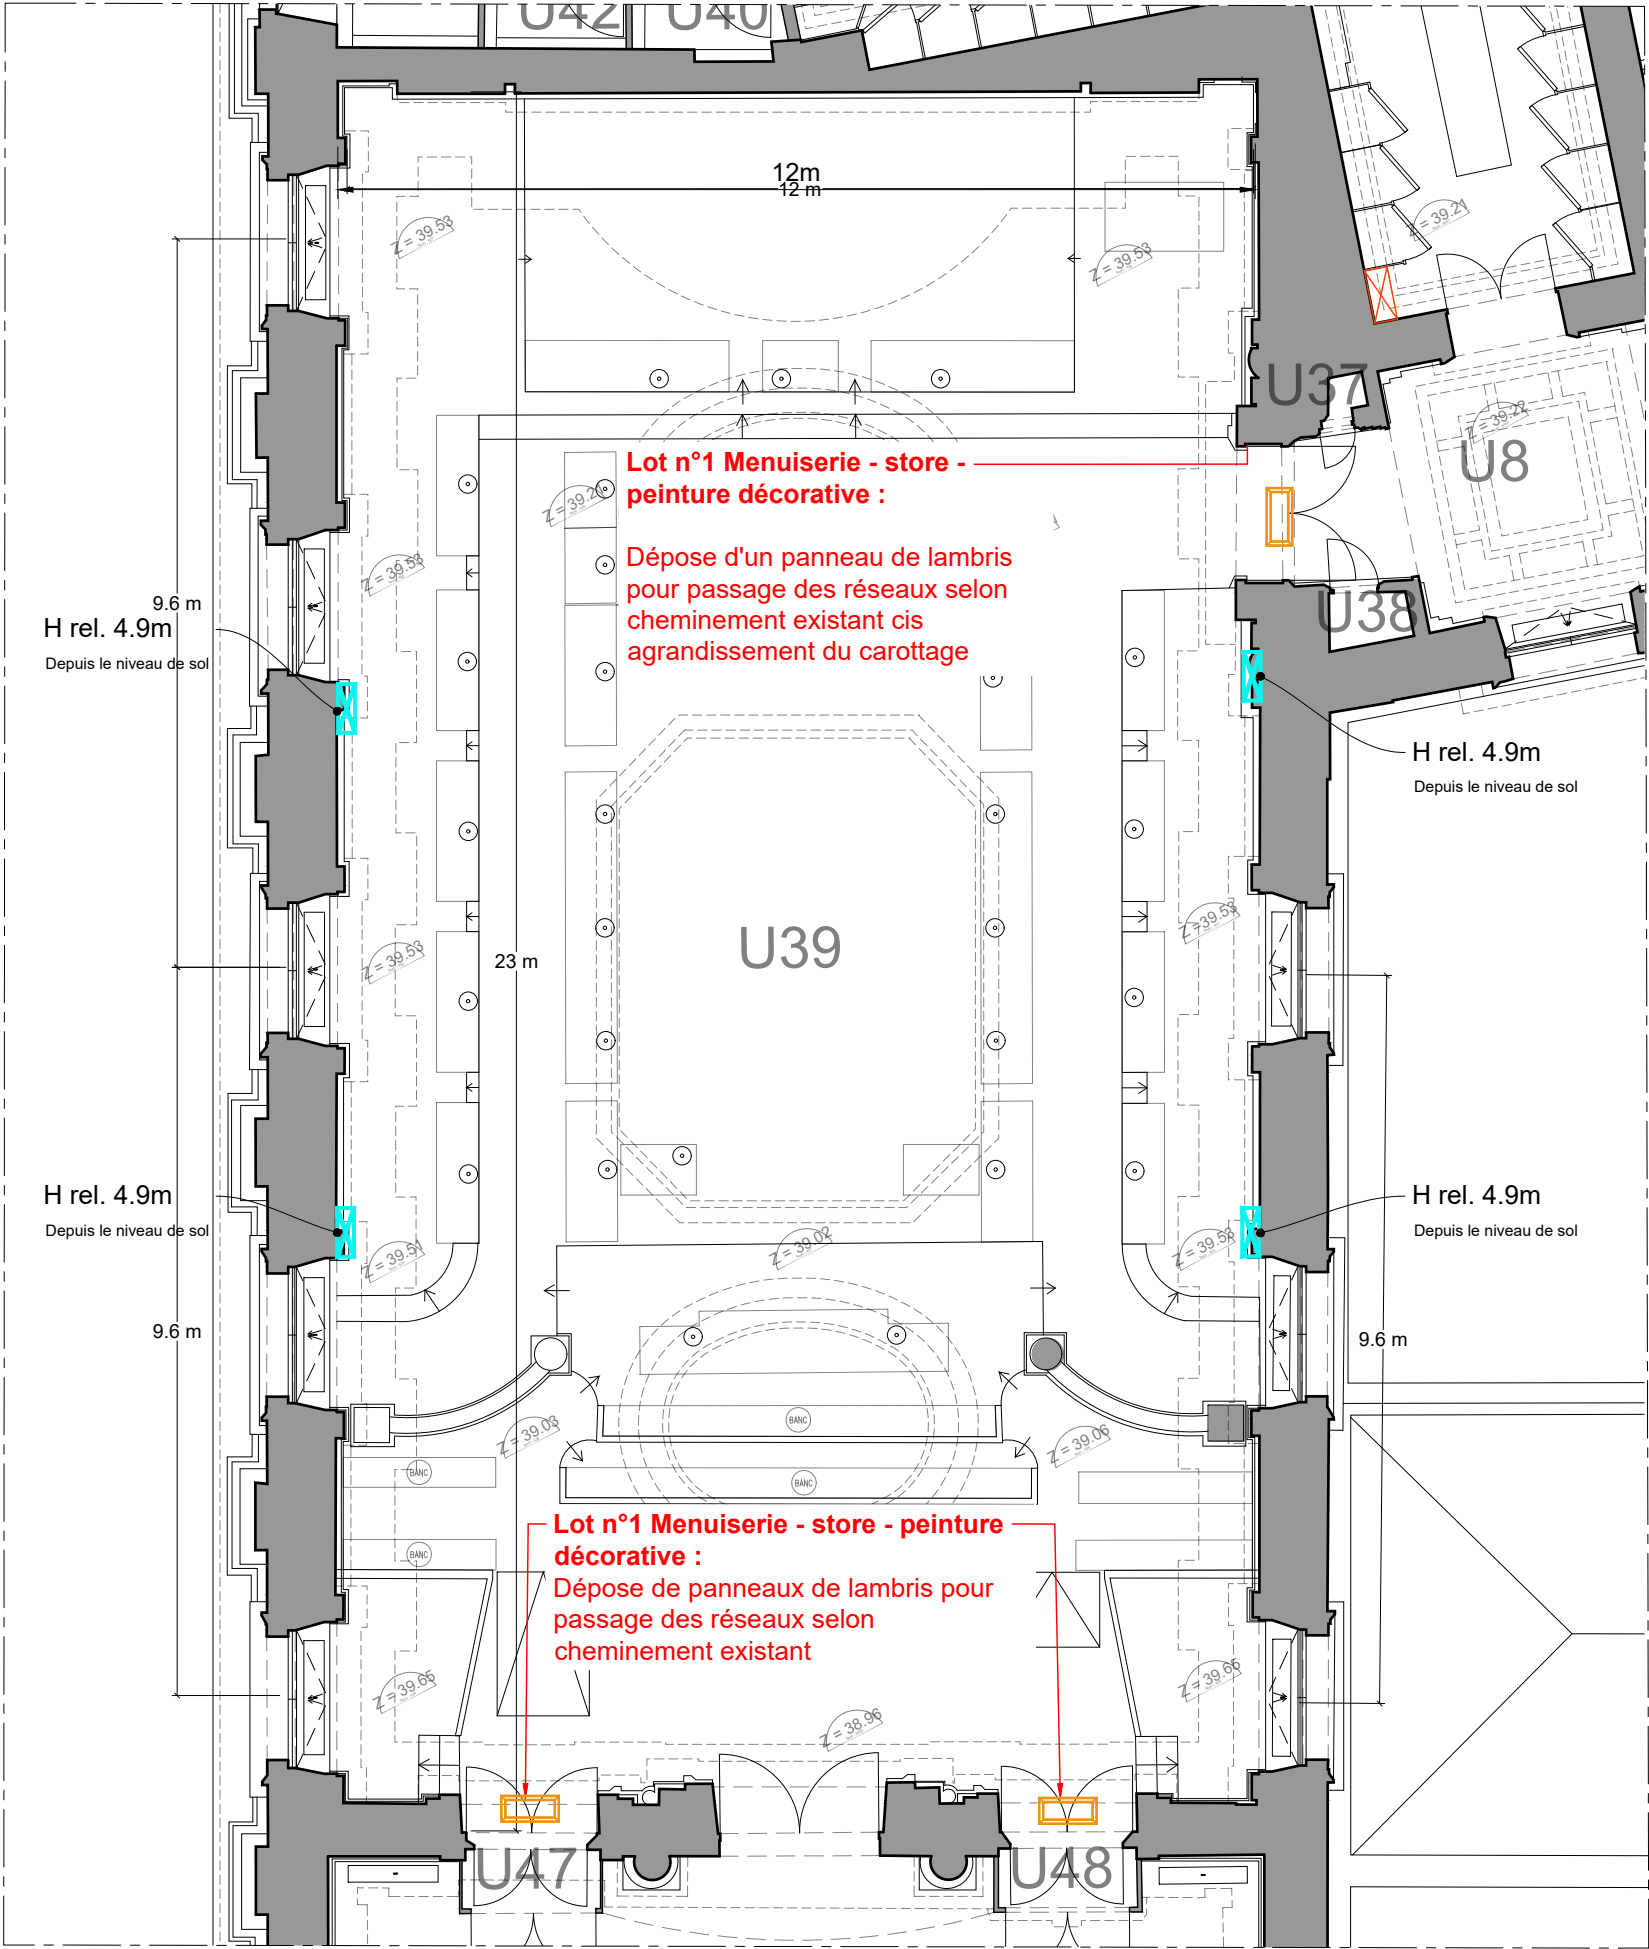 U42
U40
12m
12 m
Z = 39.53
Z = 39.53
Z = 39.21
U37
Z = 39.22
U8
Lot n°1 Menuiserie - store -
peinture décorative :
Z = 39.20
Dépose d'un panneau de lambris
pour passage des réseaux selon
cheminement existant cis
agrandissement du carottage
Z = 39.53
9.6 m
H rel. 4.9m
Depuis le niveau de sol
U38
H rel. 4.9m
Depuis le niveau de sol
Z = 39.53
Z = 39.53
23 m
U39
H rel. 4.9m
Depuis le niveau de sol
H rel. 4.9m
Depuis le niveau de sol
Z = 39.51
Z = 39.02
Z = 39.53
9.6 m
9.6 m
Z = 39.03
BANC
Z = 39.06
BANC
BANC
BANC
Lot n°1 Menuiserie - store - peinture
décorative :
Dépose de panneaux de lambris pour
passage des réseaux selon
cheminement existant
Z = 39.65
Z = 39.65
Z = 38.96
U47
U48